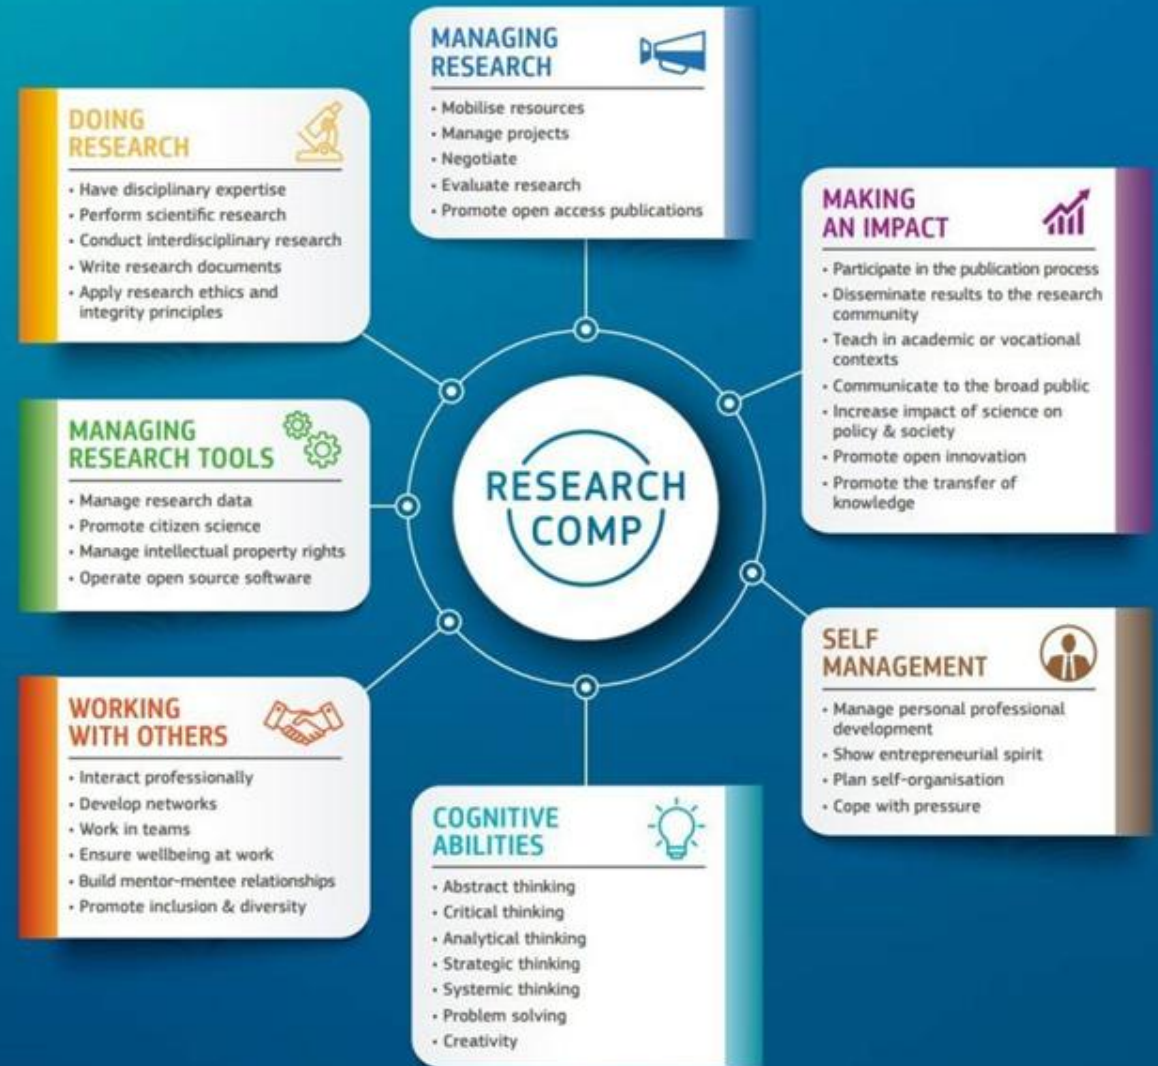 MANAGING
RESEARCH
• Mobilise resources
• Manage projects
• Negotiate
• Evaluate research
• Promote open access publications
DOING
RESEARCH
• Have disciplinary expertise
• Perform scientific research
• Conduct interdisciplinary research
• Write research documents
• Apply research ethics and
integrity principles
MAKING
AN IMPACT
• Participate in the publication process
• Disseminate results to the research
community
• Teach in academic or vocational
contexts
• Communicate to the broad public
• Increase impact of science on
policy & society
• Promote open innovation
• Promote the transfer of
knowledge
MANAGING
RESEARCH TOOLS
• Manage research data
• Promote citizen science
• Manage intellectual property rights
• Operate open source software
RESEARCH
COMP
SELF
MANAGEMENT
• Manage personal professional
development
• Show entrepreneurial spirit
• Plan self-organisation
• Cope with pressure
WORKING
WITH OTHERS
• Interact professionally
• Develop networks
• Work in teams
• Ensure wellbeing at work
• Build mentor-mentee relationships
• Promote inclusion & diversity
COGNITIVE
ABILITIES
• Abstract thinking
• Critical thinking
• Analytical thinking
• Strategic thinking
• Systemic thinking
• Problem solving
• Creativity